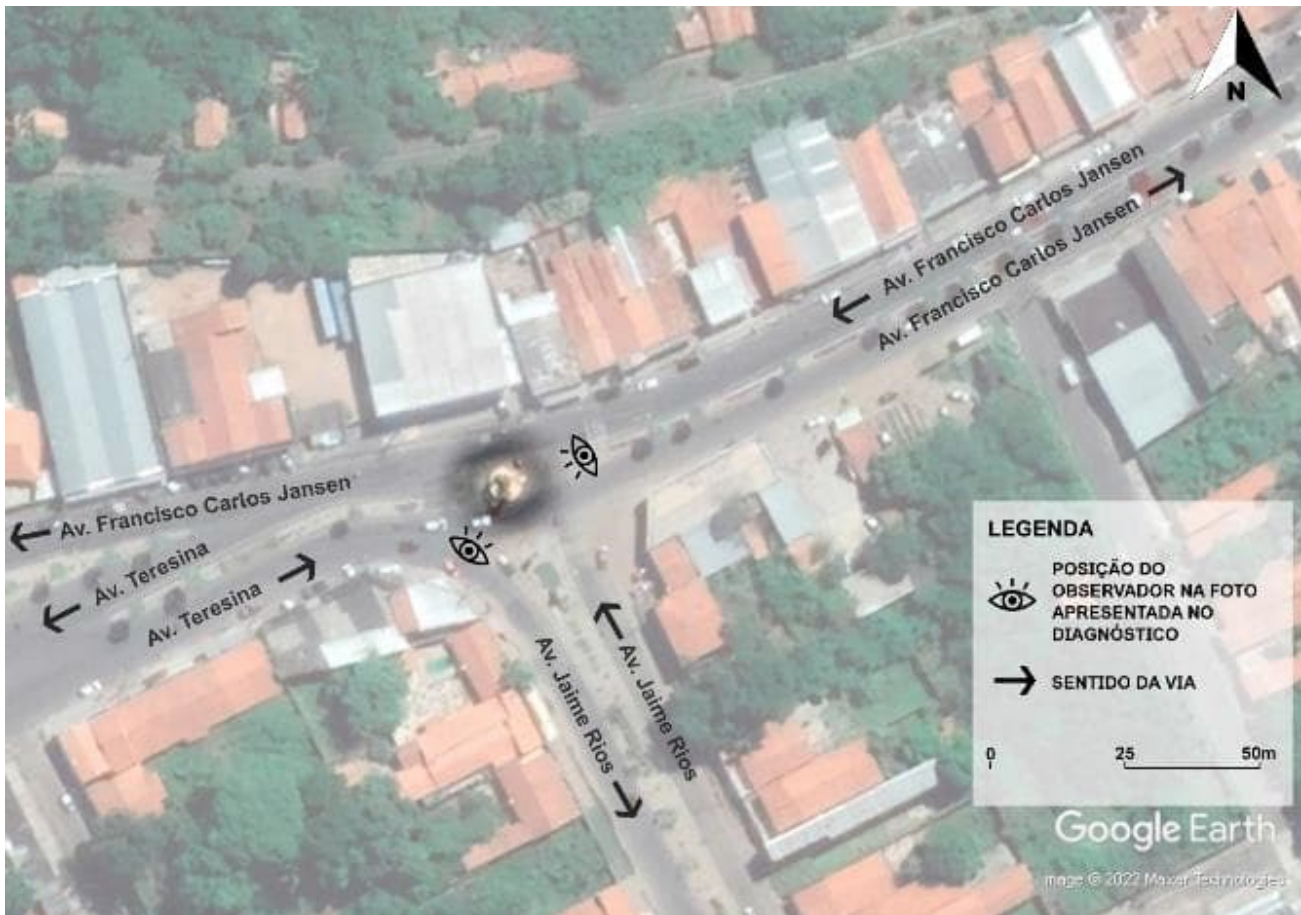 N
Av. Francisco Carlos Jansen
Av. Francisco Carlos Jansen
Av. Francisco Carlos Jansen
Av. Teresina
Av. Teresina
Av. Jaime Rios
Av. Jaime Rios
LEGENDA
POSIÇÃO DO
OBSERVADOR NA FOTO
APRESENTADA NO
DIAGNÓSTICO
SENTIDO DA VIA
0 25 50m
Google Earth
Image © 2022 Maxar Technologies